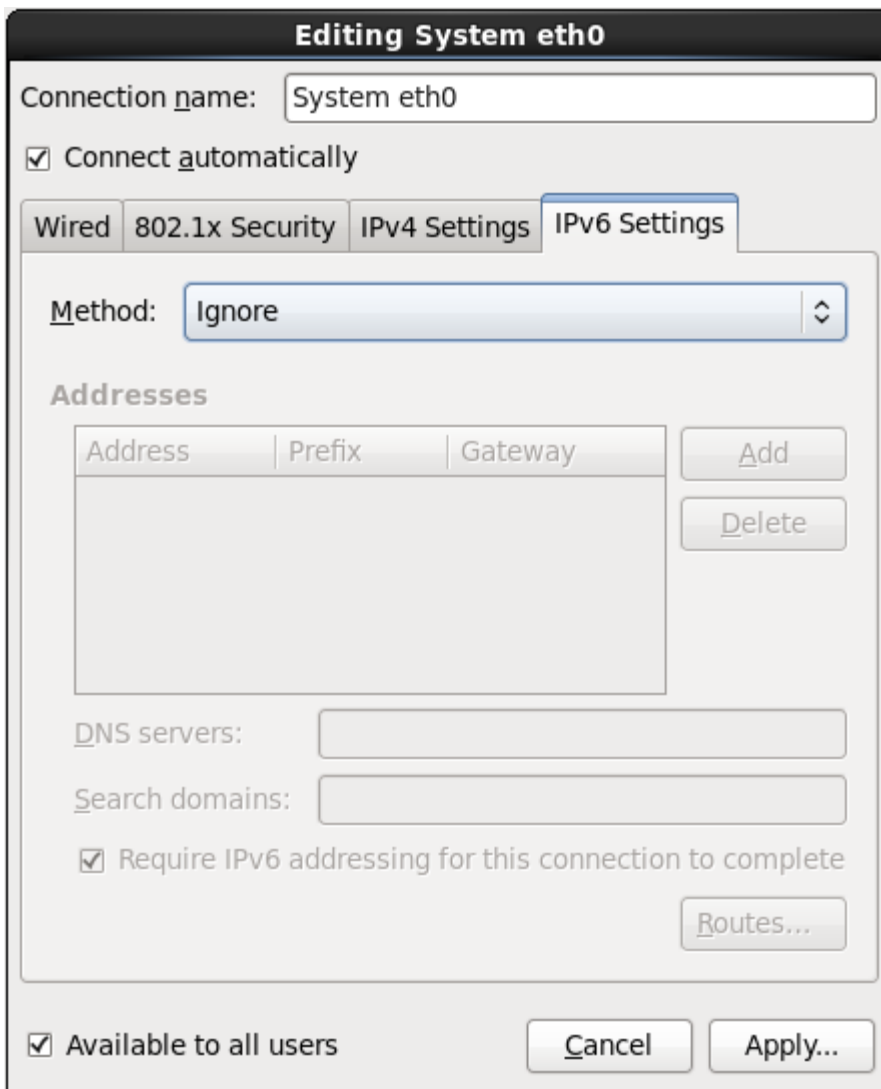 Editing System eth0
Connection name: System eth0
Connect automatically
Wired 802.1x Security IPv4 Settings IPv6 Settings
Method: Ignore
Addresses
Address Prefix Gateway Add
Delete
DNS servers:
Search domains:
Require IPv6 addressing for this connection to complete
Routes...
Available to all users Cancel Apply...